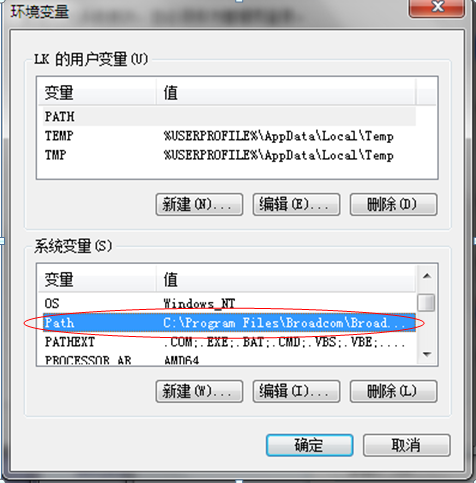 环境变量
LK 的用户变量(U)
变量 值
PATH
TEMP %USERPROFILE%\AppData\Local\Temp
TMP %USERPROFILE%\AppData\Local\Temp
新建(N)... 编辑(E)... 删除(D)
系统变量(S)
变量 值
OS Windows_NT
Path C:\Program Files\Broadcom\Broad...
PATHEXT .COM;.EXE;.BAT;.CMD;.VBS;.VBE;....
PROCESSOR_AR AMD64
新建(W)... 编辑(I)... 删除(L)
确定 取消